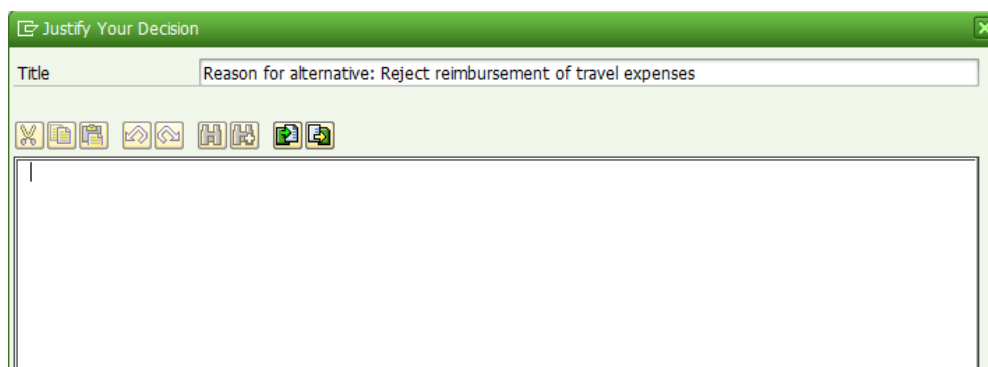 Justify Your Decision
Title
Reason for alternative: Reject reimbursement of travel expenses